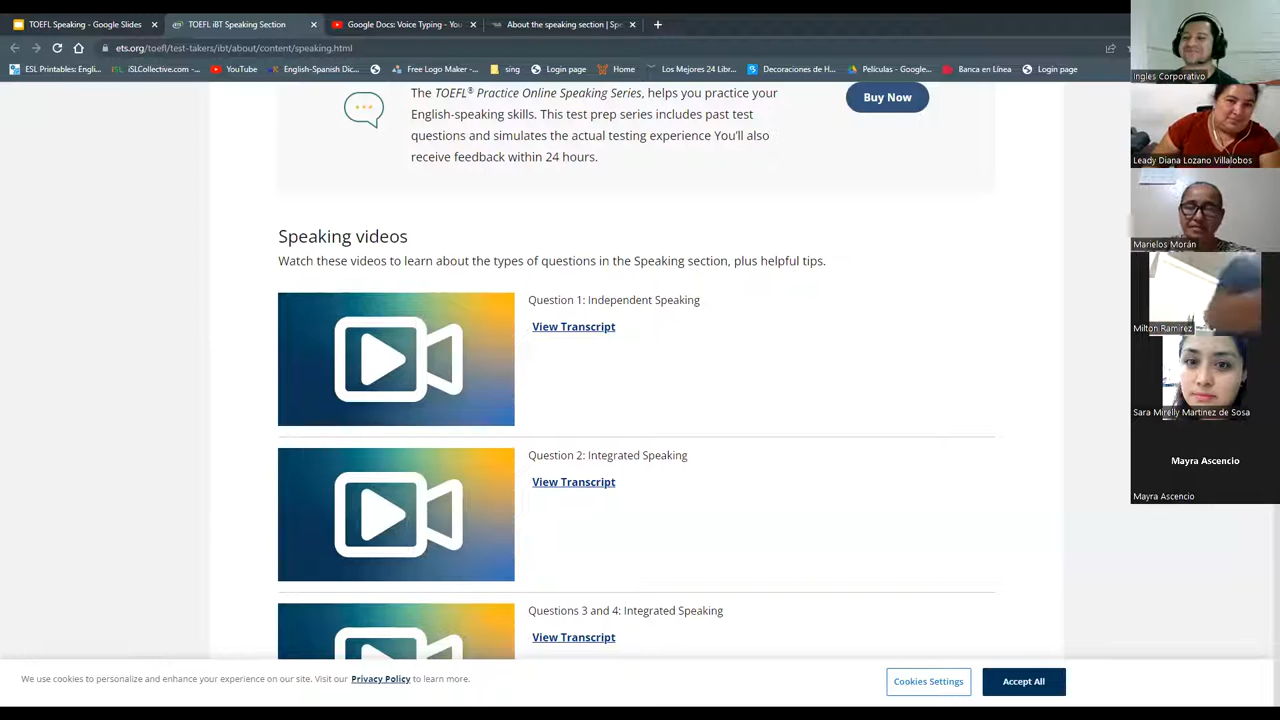 TOEFL Speaking - Google Slides
TOEFL iBT Speaking Section
Google Docs: Voice Typing - You
About the speaking section | Spe
ets.org/toefl/test-takers/ibt/about/content/speaking.html
ESL Printables: Engli...
iSLCollective.com -...
YouTube
English-Spanish Dic...
Free Logo Maker -...
sing
Login page
Home
Los Mejores 24 Libr...
Decoraciones de H...
Películas - Google...
Banca en Línea
Login page
The TOEFL® Practice Online Speaking Series, helps you practice your
English-speaking skills. This test prep series includes past test
questions and simulates the actual testing experience You'll also
receive feedback within 24 hours.
Buy Now
Speaking videos
Watch these videos to learn about the types of questions in the Speaking section, plus helpful tips.
Question 1: Independent Speaking
View Transcript
Question 2: Integrated Speaking
View Transcript
Questions 3 and 4: Integrated Speaking
View Transcript
We use cookies to personalize and enhance your experience on our site. Visit our Privacy Policy to learn more.
Cookies Settings
Accept All
Ingles Corporativo
Leady Diana Lozano Villalobos
Marielos Morán
Milton Ramirez
Sara Mirelly Martinez de Sosa
Mayra Ascencio
Mayra Ascencio